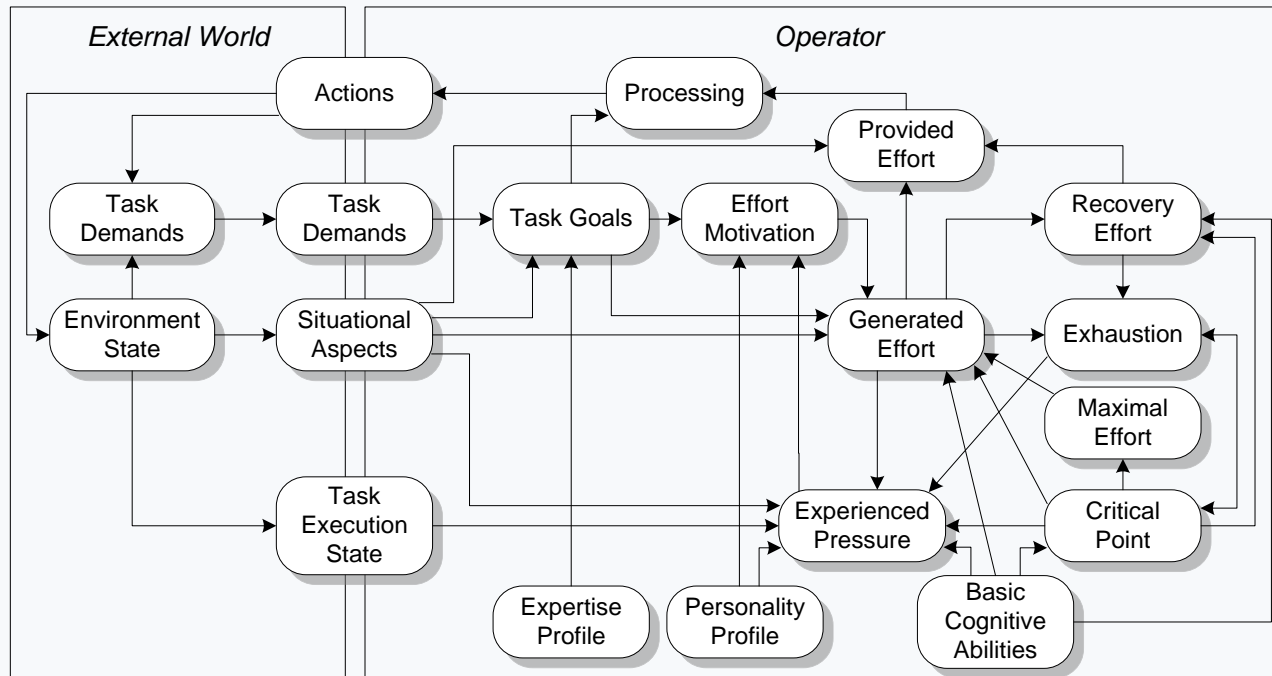 External World
Operator
Actions
Processing
Provided
Effort
Task
Demands
Task
Demands
Task Goals
Effort
Motivation
Recovery
Effort
Environment
State
Situational
Aspects
Generated
Effort
Exhaustion
Maximal
Effort
Task
Execution
State
Experienced
Pressure
Critical
Point
Expertise
Profile
Personality
Profile
Basic
Cognitive
Abilities